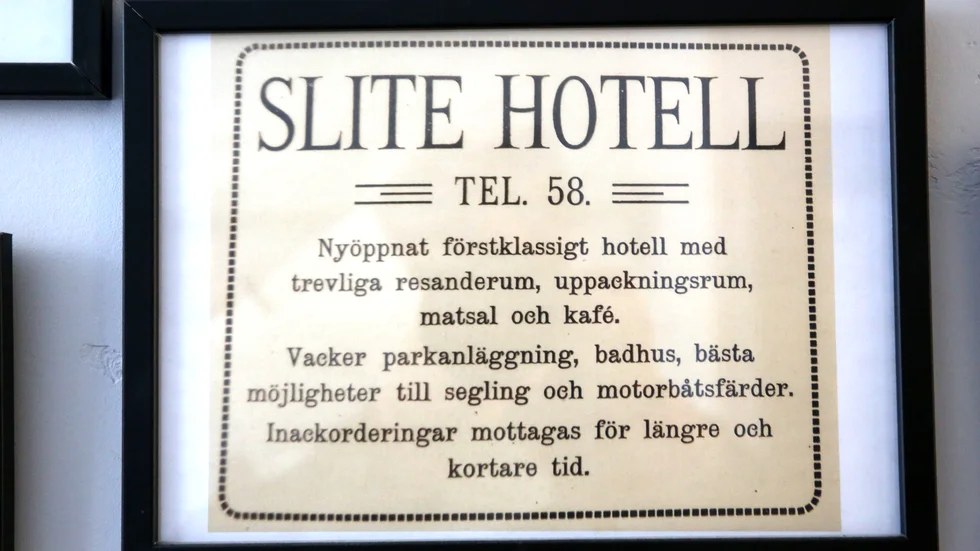 SLITE HOTELL
TEL. 58.
Nyöppnat förstklassigt hotell med
trevliga resanderum, uppackningsrum,
matsal och kafé.
Vacker parkanläggning, badhus, bästa
möjligheter till segling och motorbåtsfärder.
Inackorderingar mottagas för längre och
kortare tid.